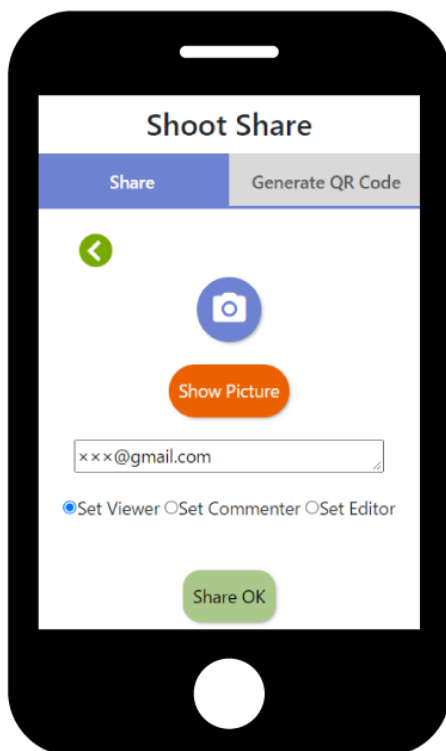 Shoot Share
Share Generate QR Code
Show Picture
×××@gmail.com
Set Viewer Set Commenter Set Editor
Share OK